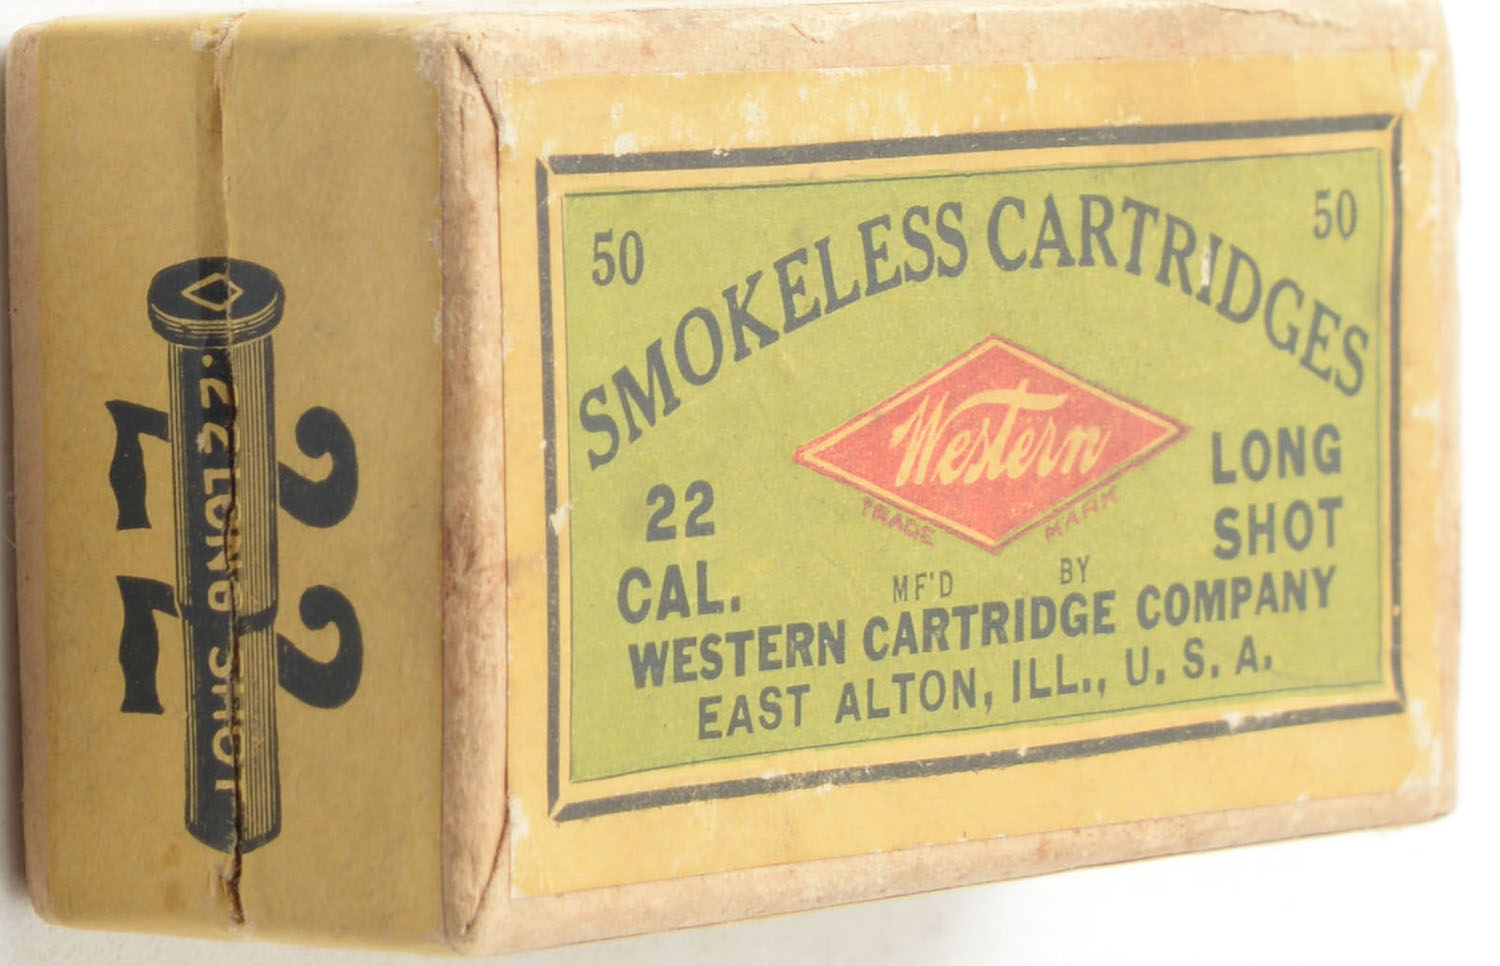 50
50
SMOKELESS CARTRIDGES
Western
TRADE MARK
22
CAL.
LONG
SHOT
MF'D BY
WESTERN CARTRIDGE COMPANY
EAST ALTON, ILL., U. S. A.
22
.22 LONG SHOT